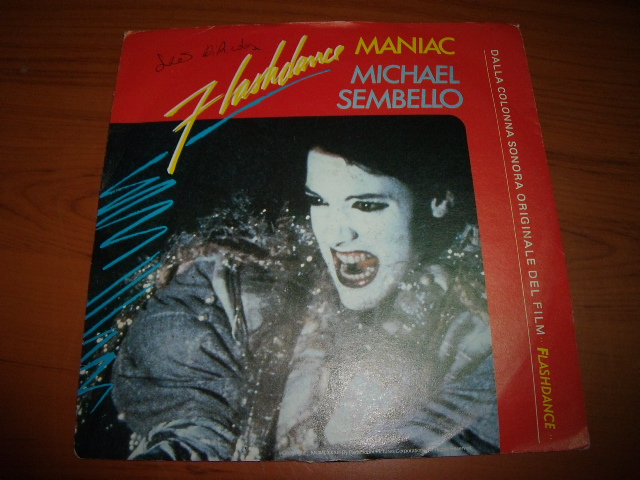 Flashdance
MANIAC
MICHAEL
SEMBELLO
DALLA COLONNA SONORA ORIGINALE DEL FILM FLASHDANCE